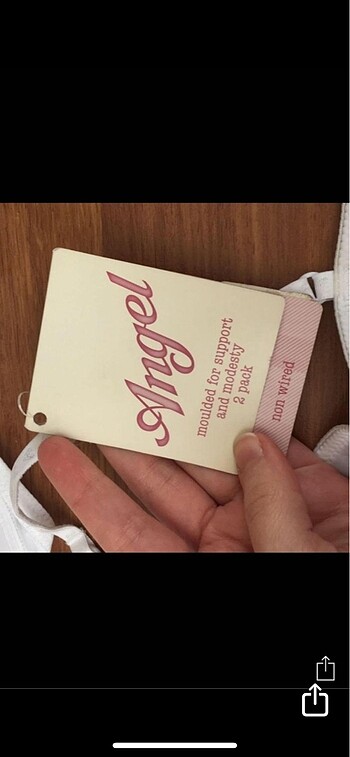 Angel
moulded for support
and modesty
2 pack
non wired